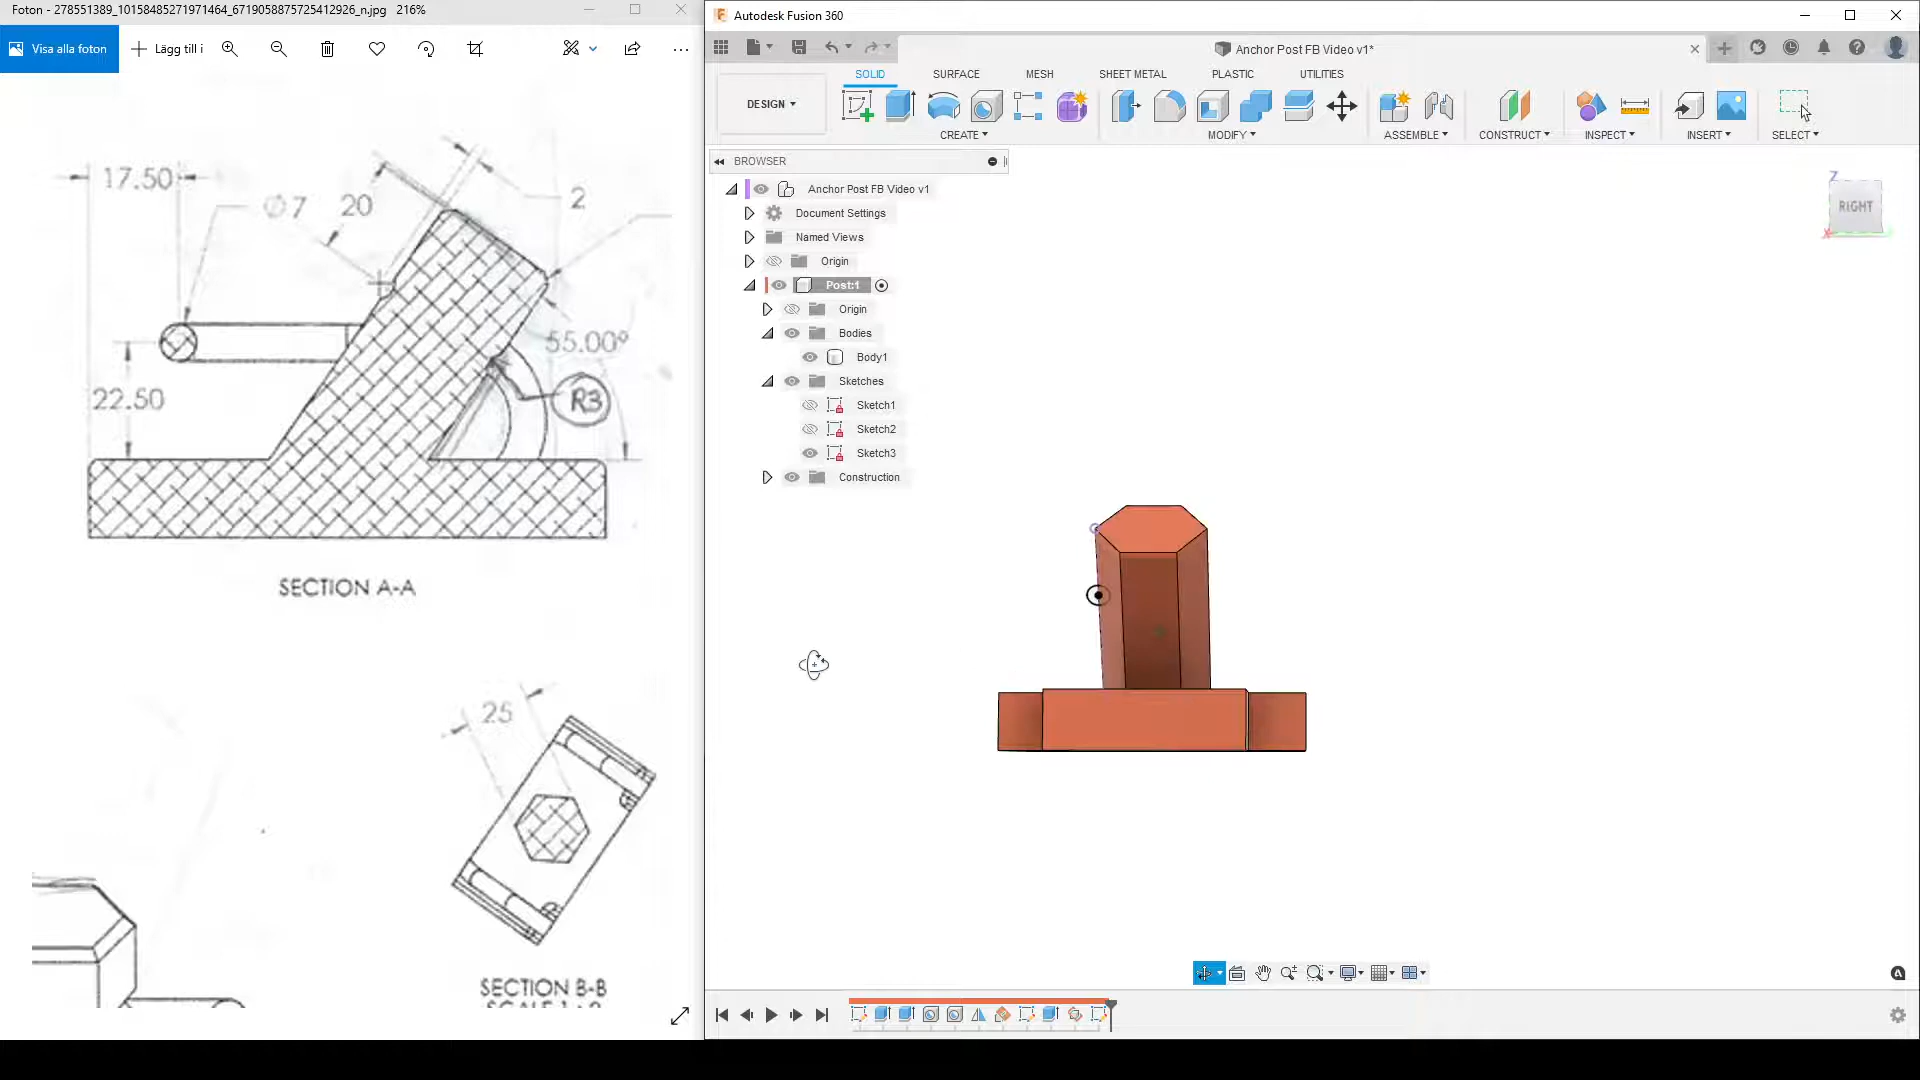 Foton - 278551389_10158485271971464_6719058875725412926_n.jpg 216%
Visa alla foton
Lägg till i
17.50
∅7
20
2
55.00°
R3
22.50
SECTION A-A
25
SECTION B-B
Autodesk Fusion 360
Anchor Post FB Video v1*
SOLID
SURFACE
MESH
SHEET METAL
PLASTIC
UTILITIES
DESIGN
CREATE
MODIFY
ASSEMBLE
CONSTRUCT
INSPECT
INSERT
SELECT
BROWSER
Anchor Post FB Video v1
Document Settings
Named Views
Origin
Post:1
Origin
Bodies
Body1
Sketches
Sketch1
Sketch2
Sketch3
Construction
Z
RIGHT
X